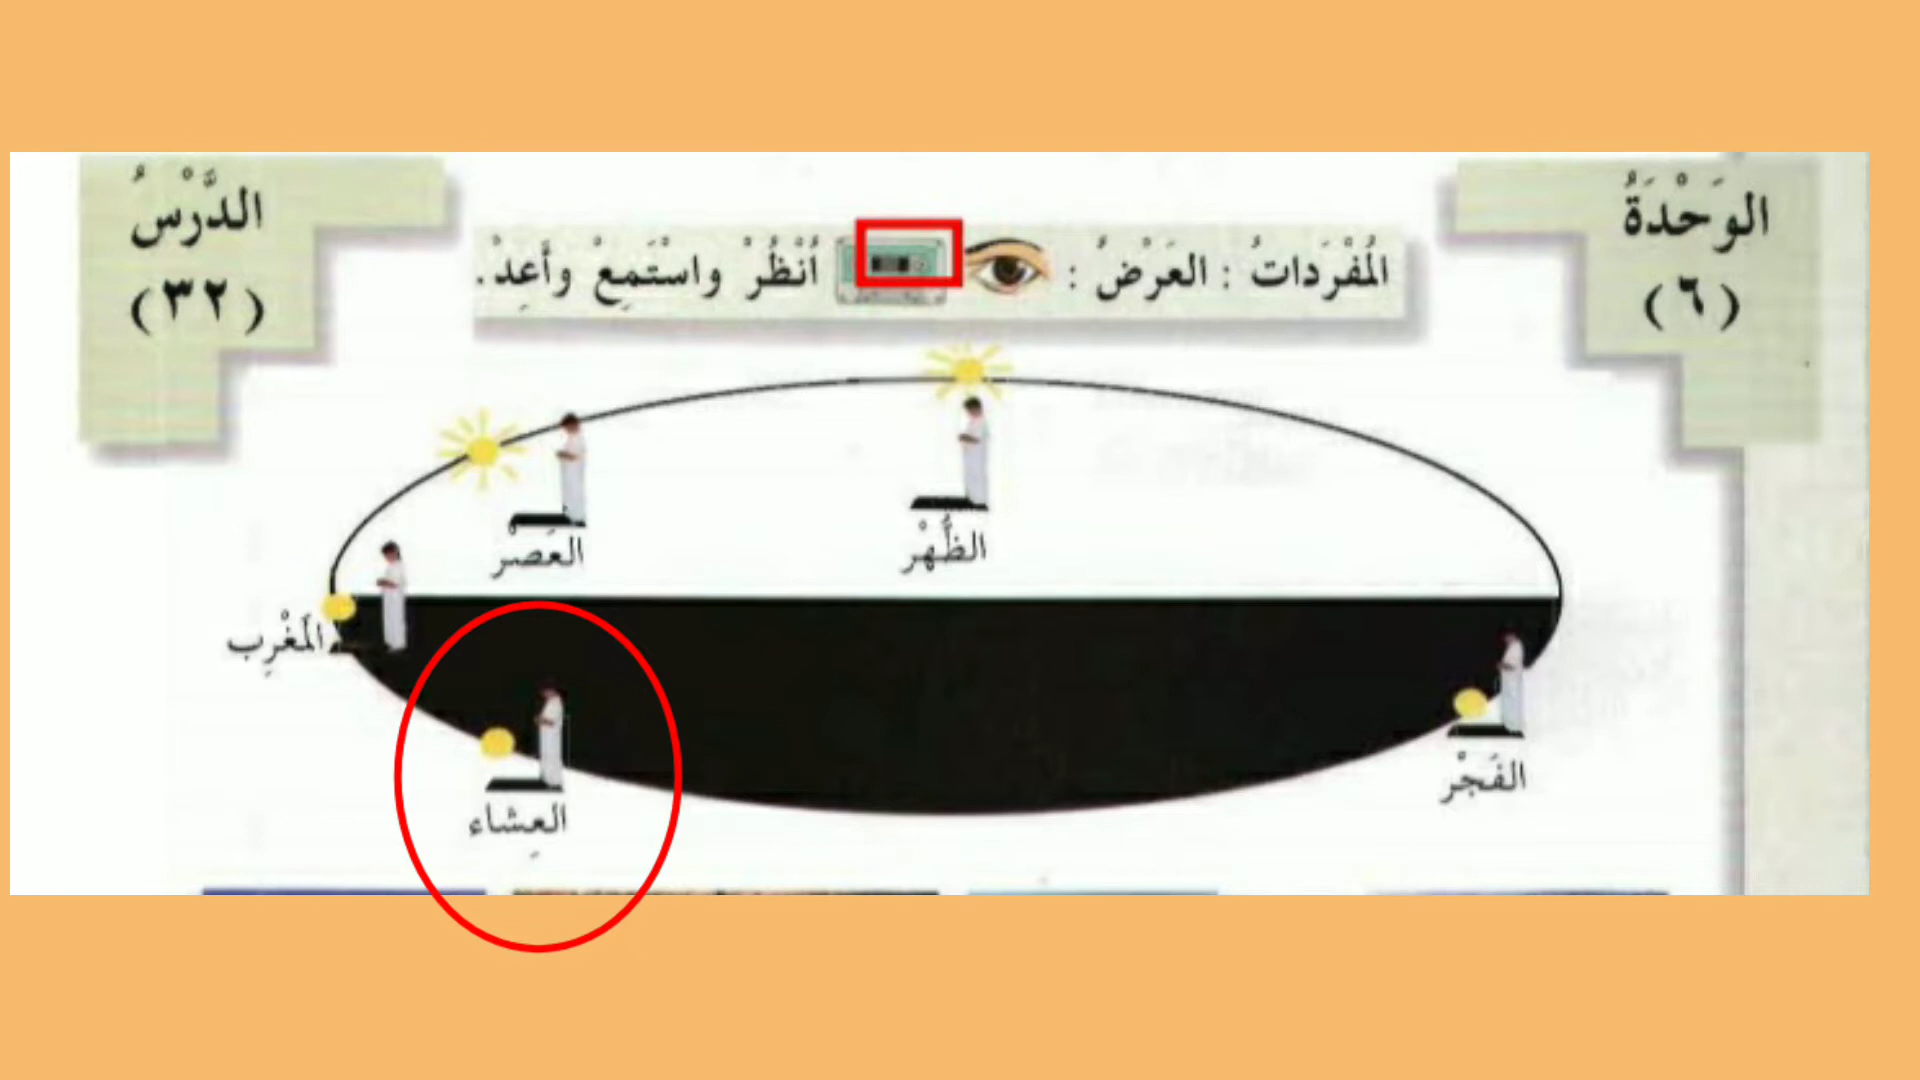 الوَحْدَةُ
(٦)
المُفْرَدَاتُ : العَرْضُ : اُنْظُرْ واسْتَمِعْ وأَعِدْ.
الدَّرْسُ
(٣٢)
الظُّهْر
العَصْر
المَغْرِب
العِشاء
الفَجْر